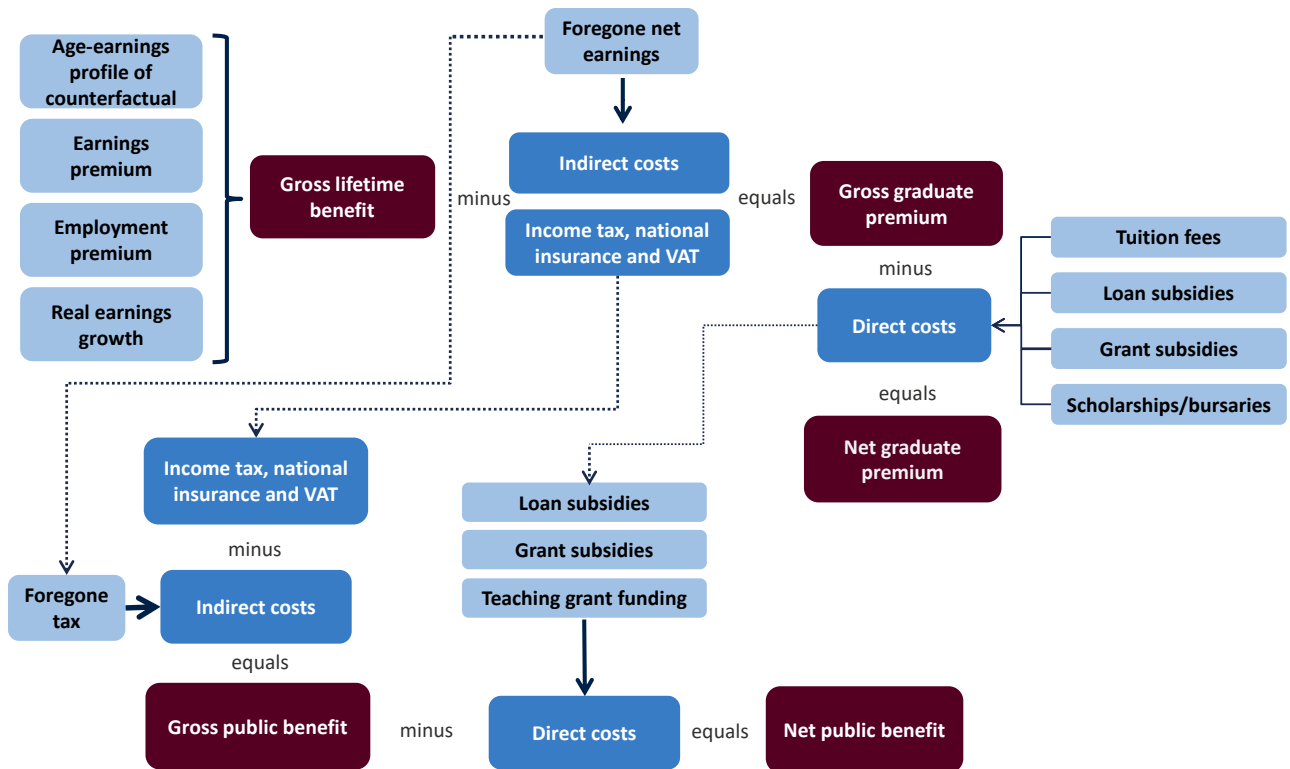 Age-earnings
profile of
counterfactual
Earnings
premium
Employment
premium
Real earnings
growth
Gross lifetime
benefit
minus
Foregone net
earnings
Indirect costs
Income tax, national
insurance and VAT
equals
Gross graduate
premium
minus
Direct costs
equals
Net graduate
premium
Tuition fees
Loan subsidies
Grant subsidies
Scholarships/bursaries
Income tax, national
insurance and VAT
minus
Foregone
tax
Indirect costs
equals
Gross public benefit
minus
Loan subsidies
Grant subsidies
Teaching grant funding
Direct costs
equals
Net public benefit